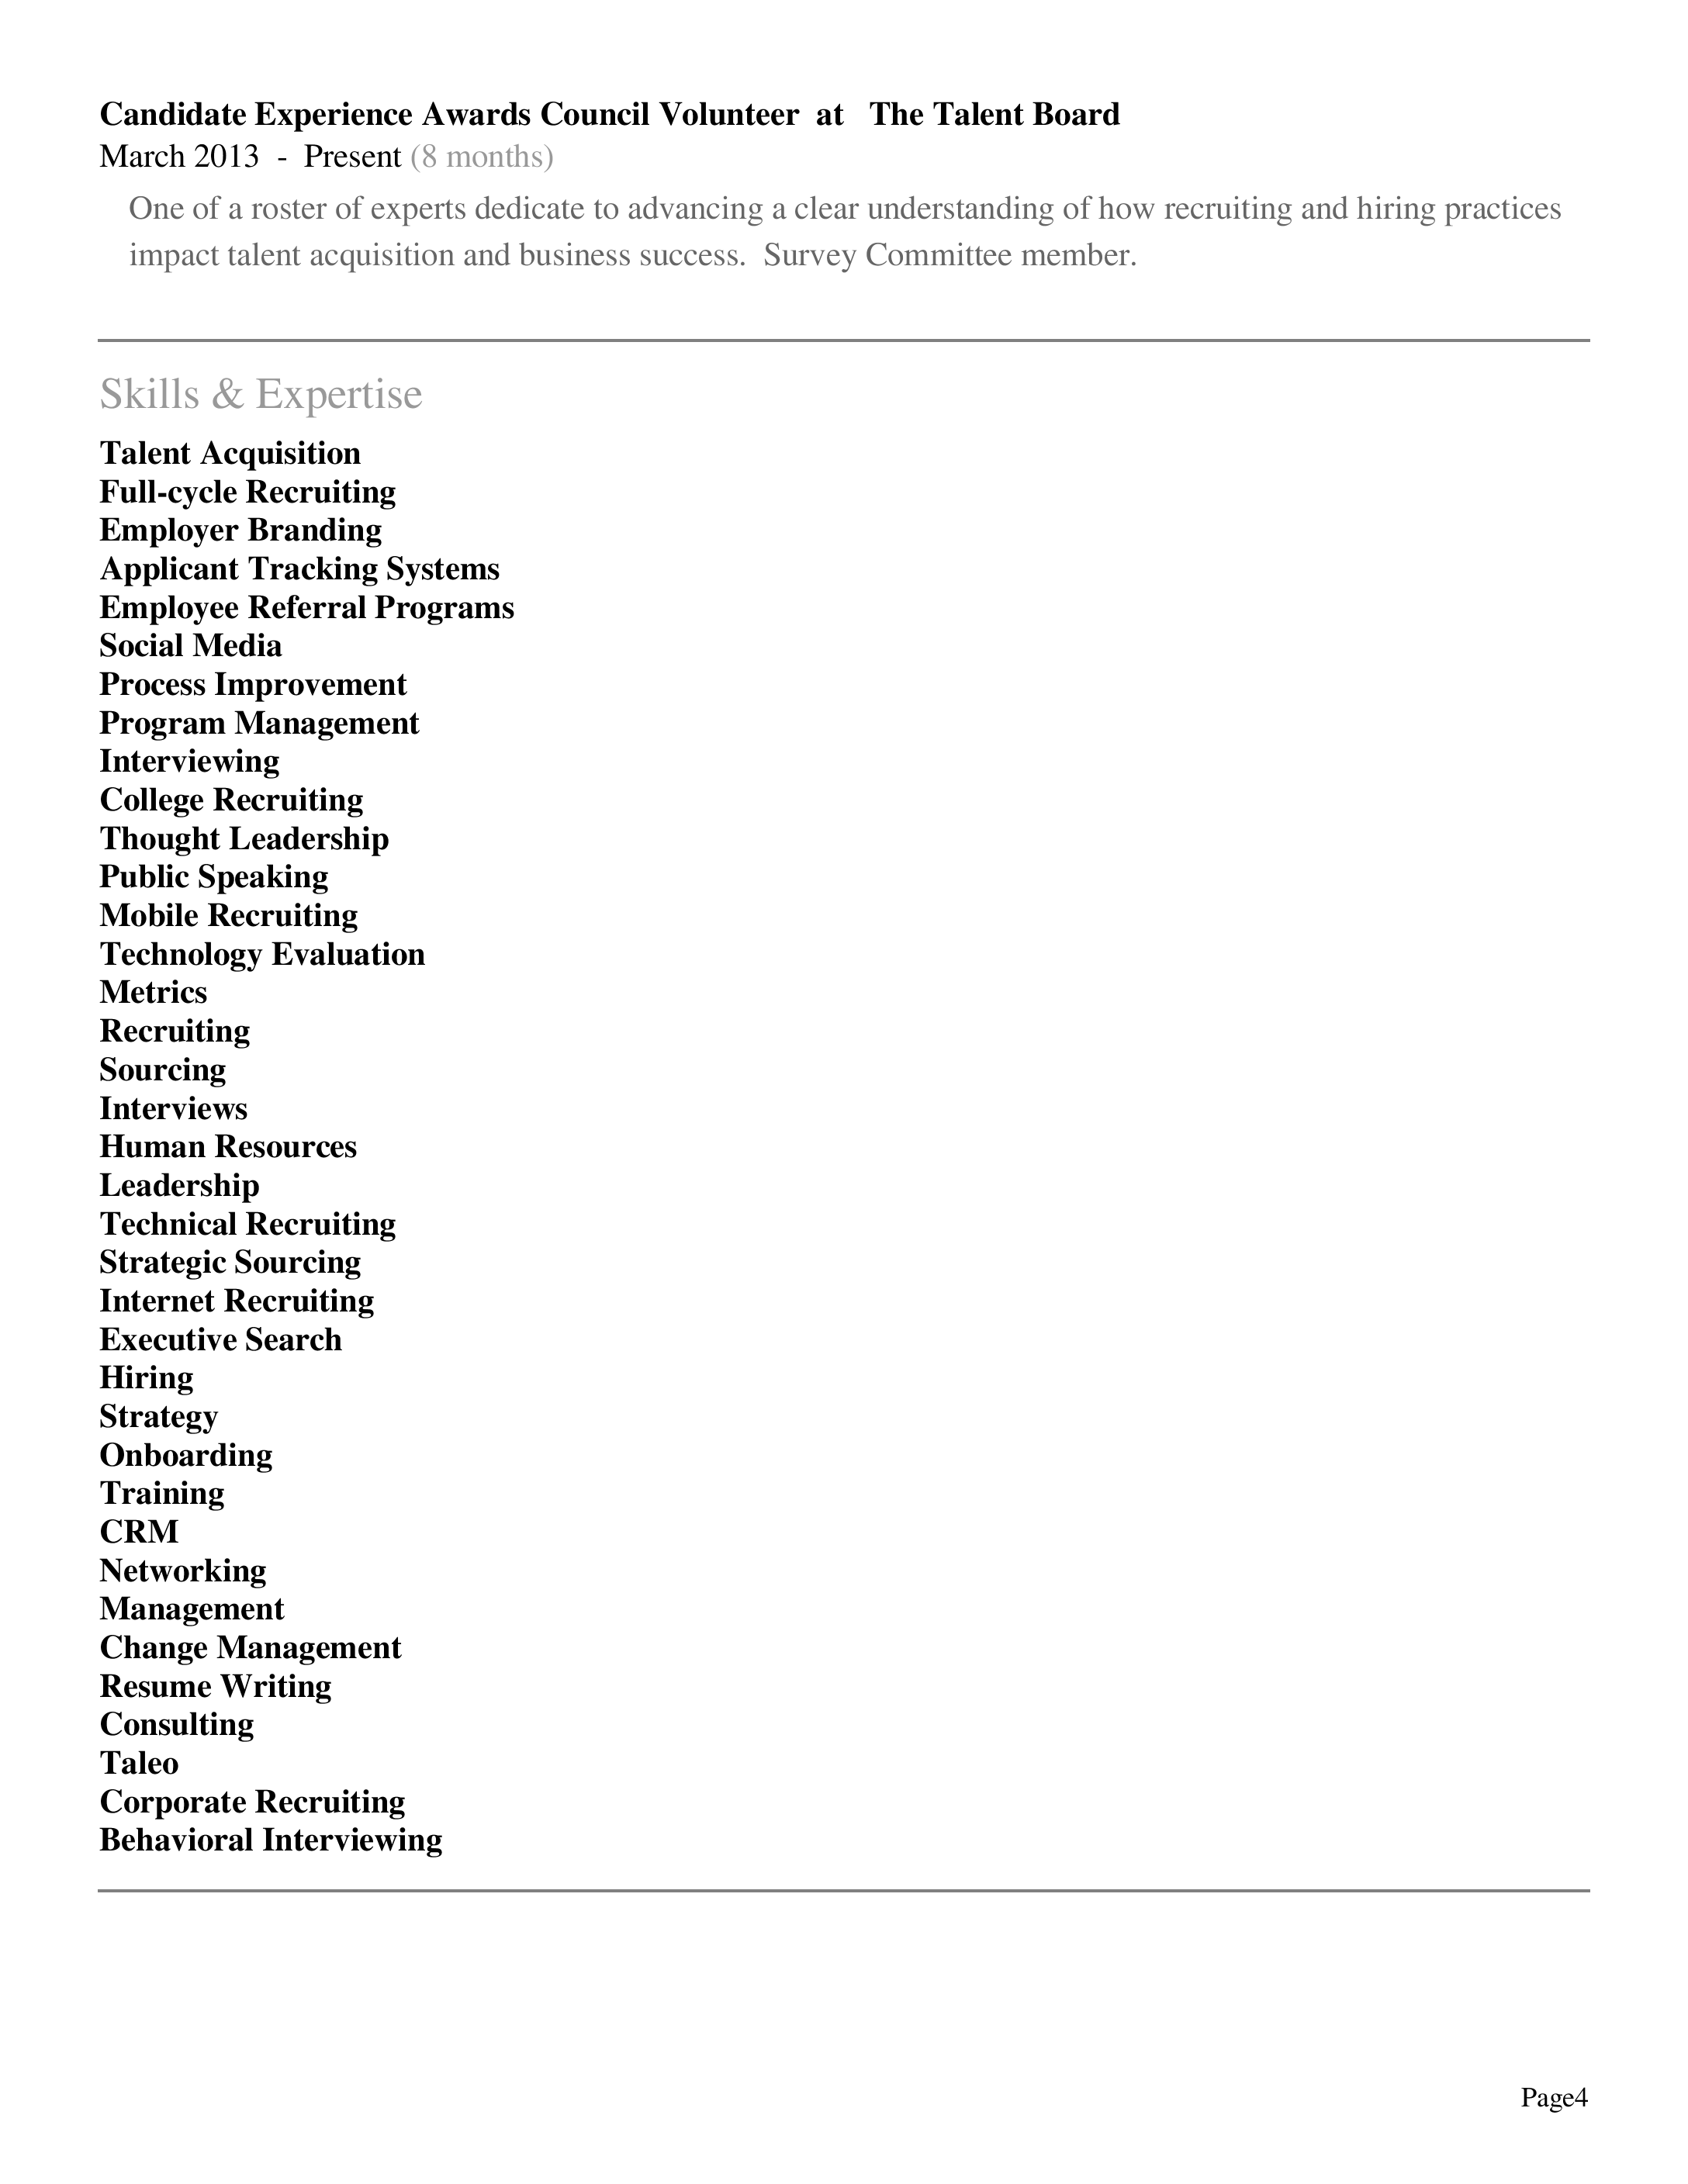 Candidate Experience Awards Council Volunteer at The Talent Board
March 2013 - Present (8 months)
One of a roster of experts dedicate to advancing a clear understanding of how recruiting and hiring practices
impact talent acquisition and business success. Survey Committee member.
Skills & Expertise
Talent Acquisition
Full-cycle Recruiting
Employer Branding
Applicant Tracking Systems
Employee Referral Programs
Social Media
Process Improvement
Program Management
Interviewing
College Recruiting
Thought Leadership
Public Speaking
Mobile Recruiting
Technology Evaluation
Metrics
Recruiting
Sourcing
Interviews
Human Resources
Leadership
Technical Recruiting
Strategic Sourcing
Internet Recruiting
Executive Search
Hiring
Strategy
Onboarding
Training
CRM
Networking
Management
Change Management
Resume Writing
Consulting
Taleo
Corporate Recruiting
Behavioral Interviewing
Page4